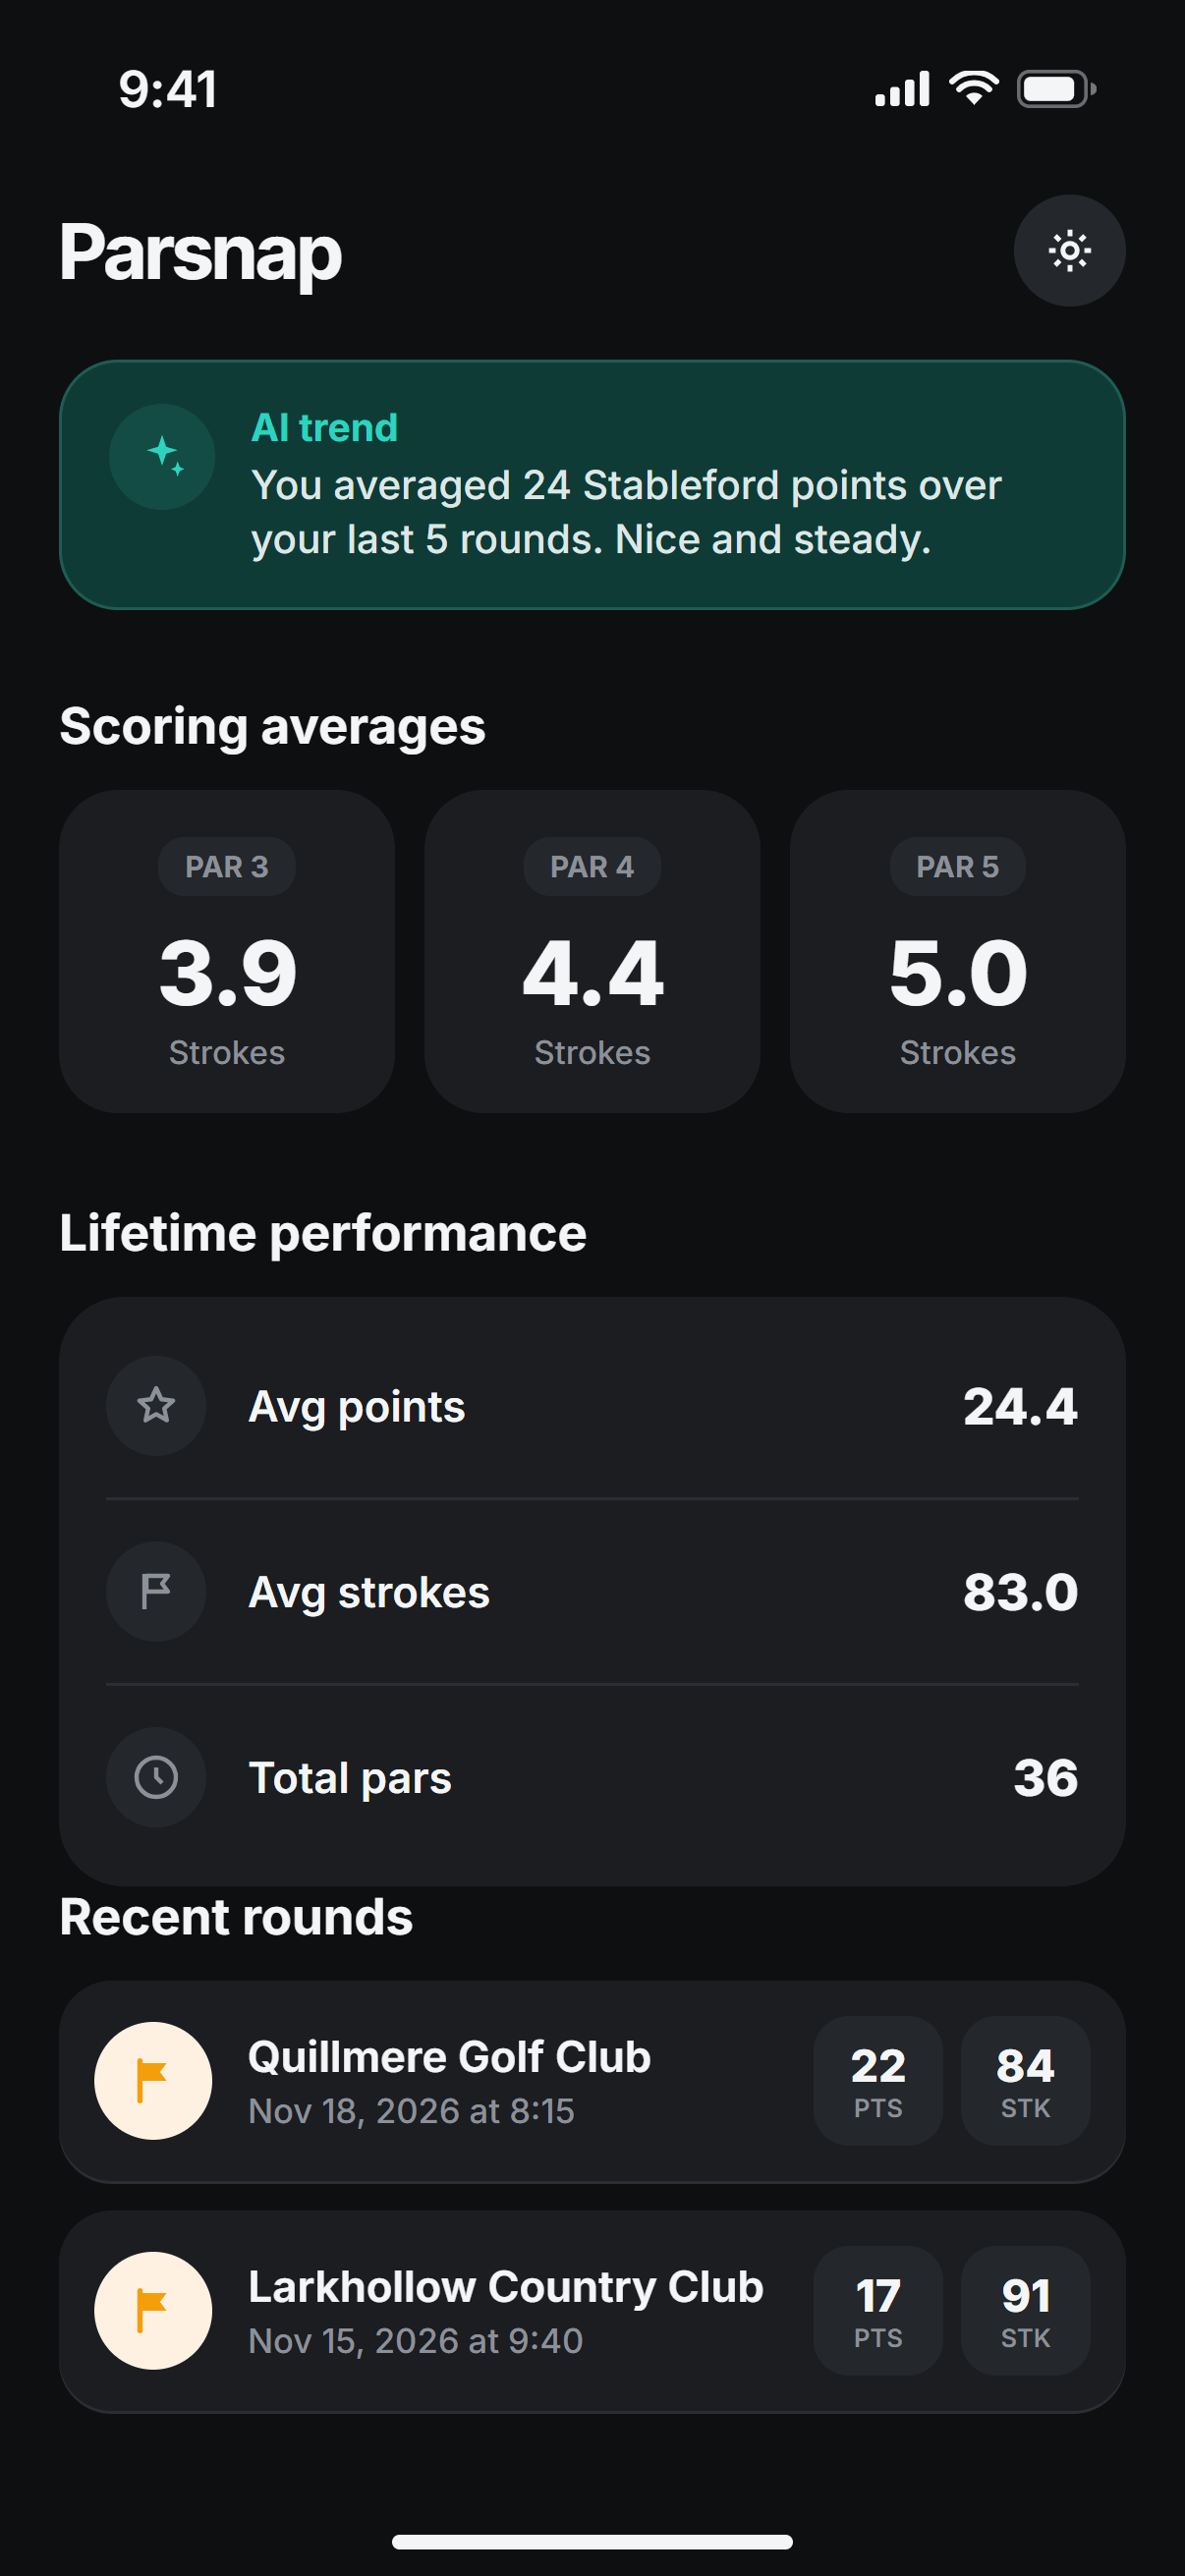 9:41
Parsnap
AI trend
You averaged 24 Stableford points over
your last 5 rounds. Nice and steady.
Scoring averages
PAR 3
3.9
Strokes
PAR 4
4.4
Strokes
PAR 5
5.0
Strokes
Lifetime performance
Avg points
24.4
Avg strokes
83.0
Total pars
36
Recent rounds
Quillmere Golf Club
Nov 18, 2026 at 8:15
22
PTS
84
STK
Larkhollow Country Club
Nov 15, 2026 at 9:40
17
PTS
91
STK